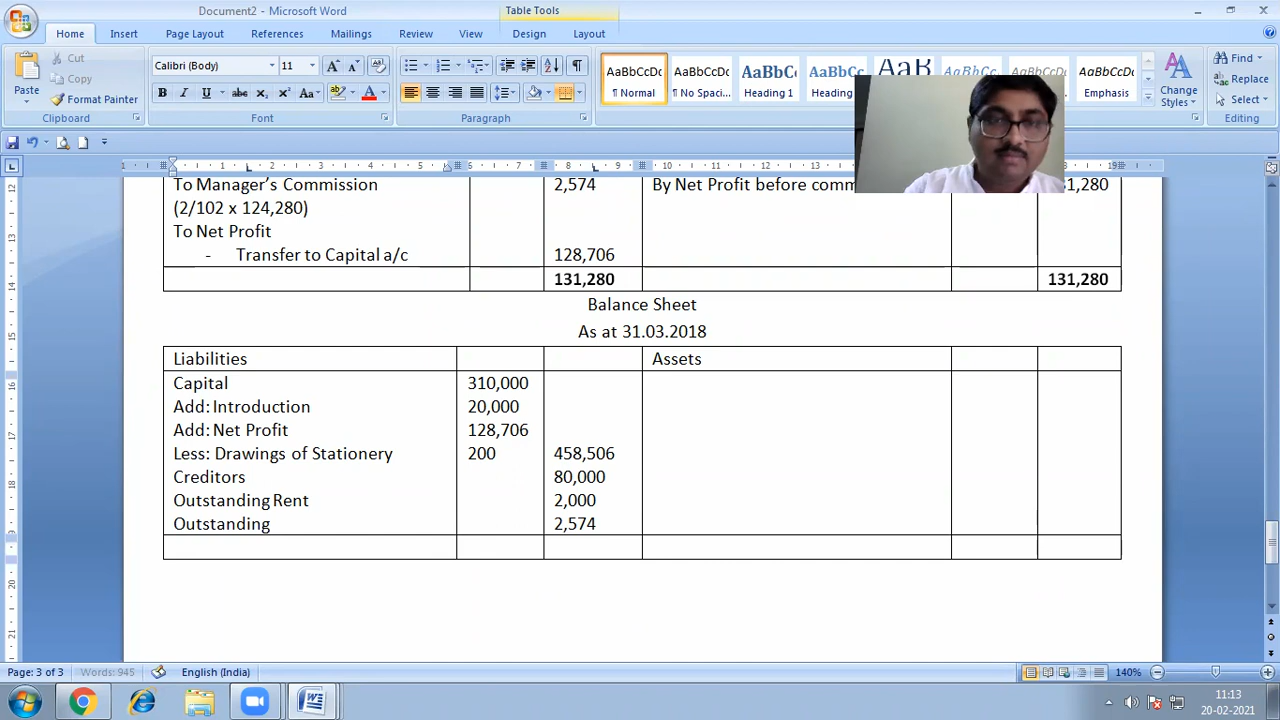 Document2 - Microsoft Word
Table Tools
Home Insert Page Layout References Mailings Review View Design Layout
Cut
Copy
Format Painter
Paste
Clipboard
Calibri (Body) 11
Font
Paragraph
AaBbCcDc AaBbCcDc AaBbC AaBbCc AaB AaBbCc AaBbCcD AaBbCcDc
¶ Normal ¶ No Spaci... Heading 1 Heading Emphasis
Change Styles
Find
Replace
Select
Editing
To Manager's Commission 2,574 By Net Profit before comm 31,280
(2/102 x 124,280)
To Net Profit
- Transfer to Capital a/c 128,706
131,280 131,280
Balance Sheet
As at 31.03.2018
Liabilities Assets
Capital 310,000
Add: Introduction 20,000
Add: Net Profit 128,706
Less: Drawings of Stationery 200 458,506
Creditors 80,000
Outstanding Rent 2,000
Outstanding 2,574
Page: 3 of 3 Words: 945 English (India) 140%
11:13
20-02-2021